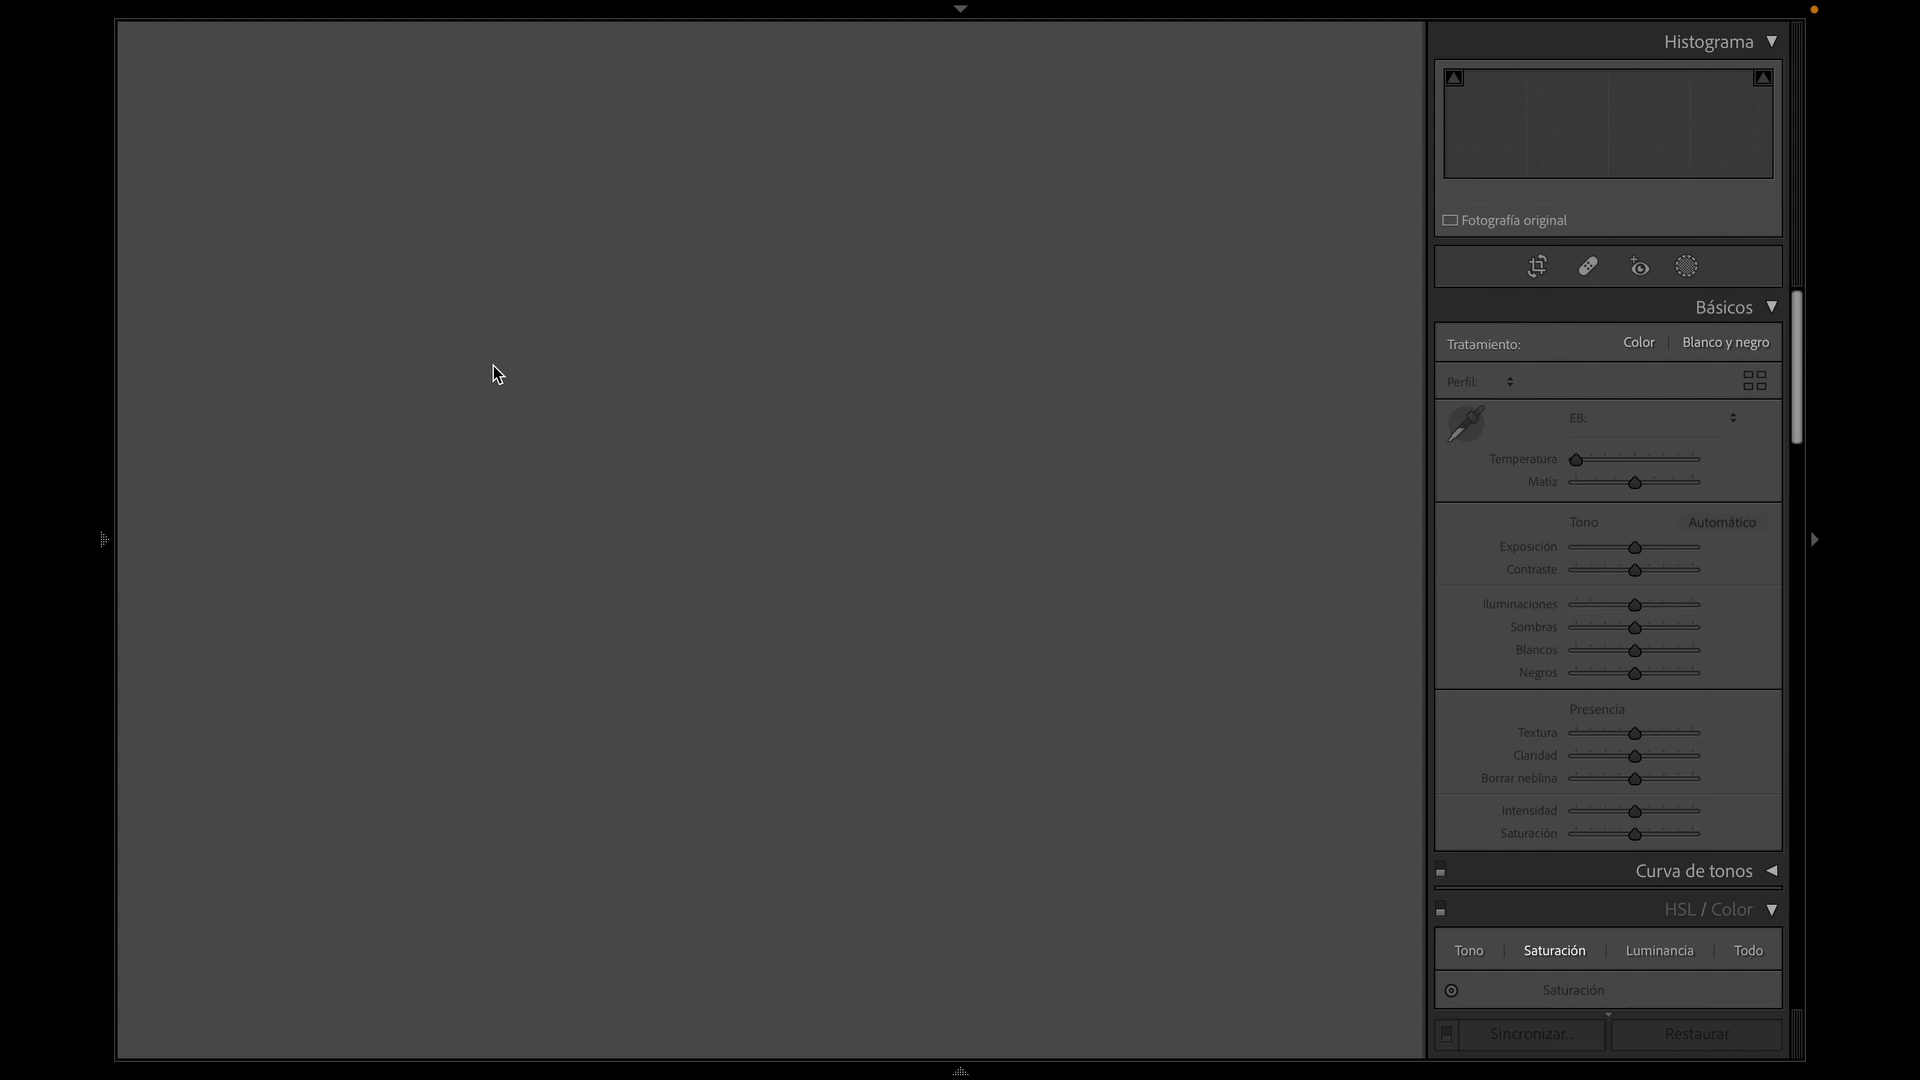 Histograma
Fotografía original
Básicos
Tratamiento: Color Blanco y negro
Perfil:
EB:
Temperatura
Matiz
Tono Automático
Exposición
Contraste
Iluminaciones
Sombras
Blancos
Negros
Presencia
Textura
Claridad
Borrar neblina
Intensidad
Saturación
Curva de tonos
HSL / Color
Tono Saturación Luminancia Todo
Saturación
Sincronizar... Restaurar